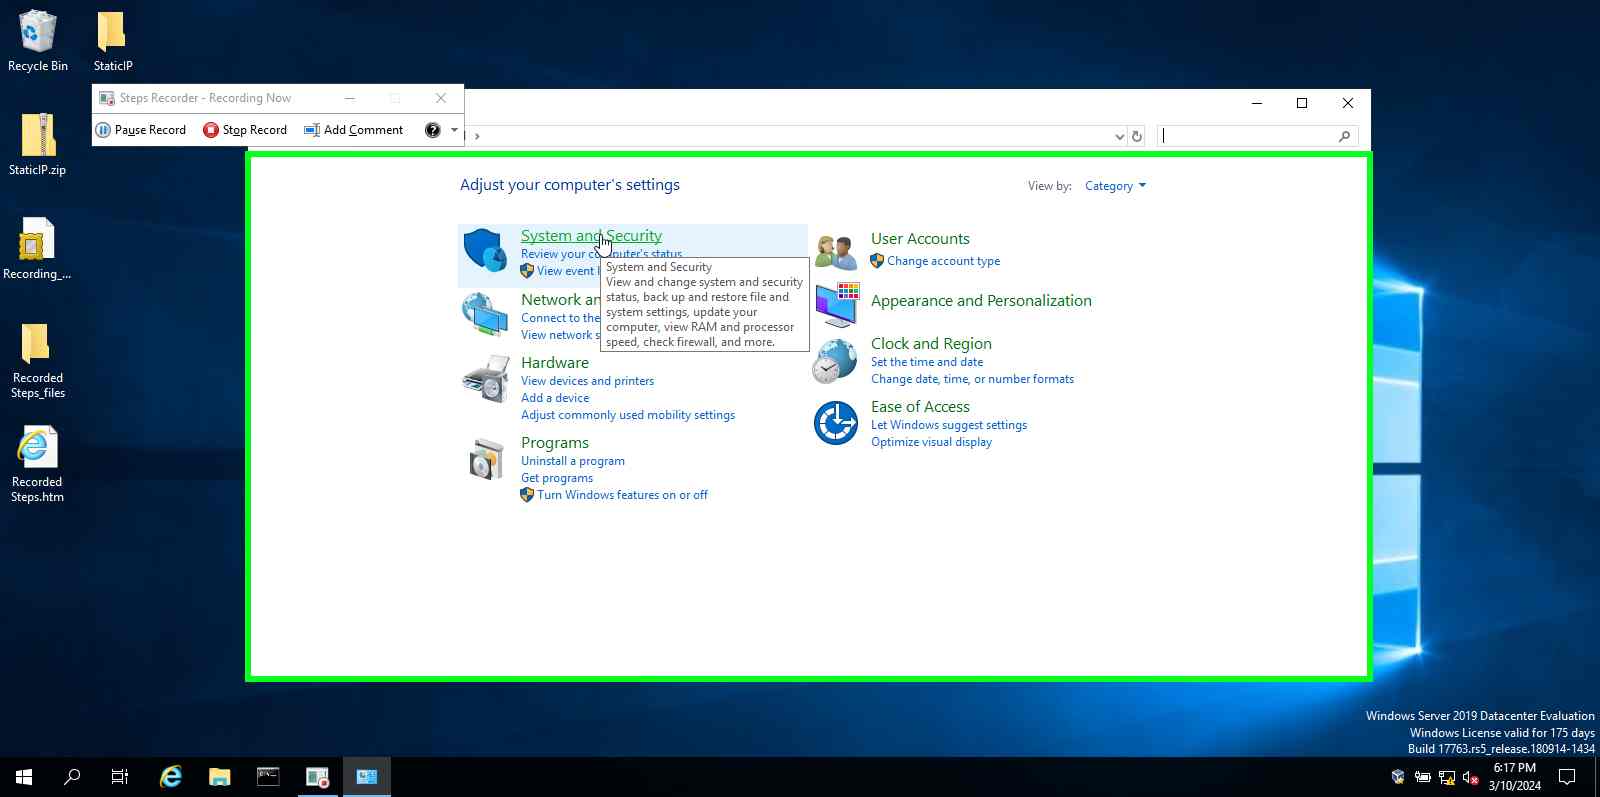 Recycle Bin
StaticIP
StaticIP.zip
Recording_...
Recorded
Steps_files
Recorded
Steps.htm
Steps Recorder - Recording Now
Pause Record
Stop Record
Add Comment
Adjust your computer's settings
View by:
Category
System and Security
Review your computer's status
View event l
System and Security
View and change system and security
status, back up and restore file and
system settings, update your
computer, view RAM and processor
speed, check firewall, and more.
Network an
Connect to the
View network s
Hardware
View devices and printers
Add a device
Adjust commonly used mobility settings
Programs
Uninstall a program
Get programs
Turn Windows features on or off
User Accounts
Change account type
Appearance and Personalization
Clock and Region
Set the time and date
Change date, time, or number formats
Ease of Access
Let Windows suggest settings
Optimize visual display
Windows Server 2019 Datacenter Evaluation
Windows License valid for 175 days
Build 17763.rs5_release.180914-1434
6:17 PM
3/10/2024